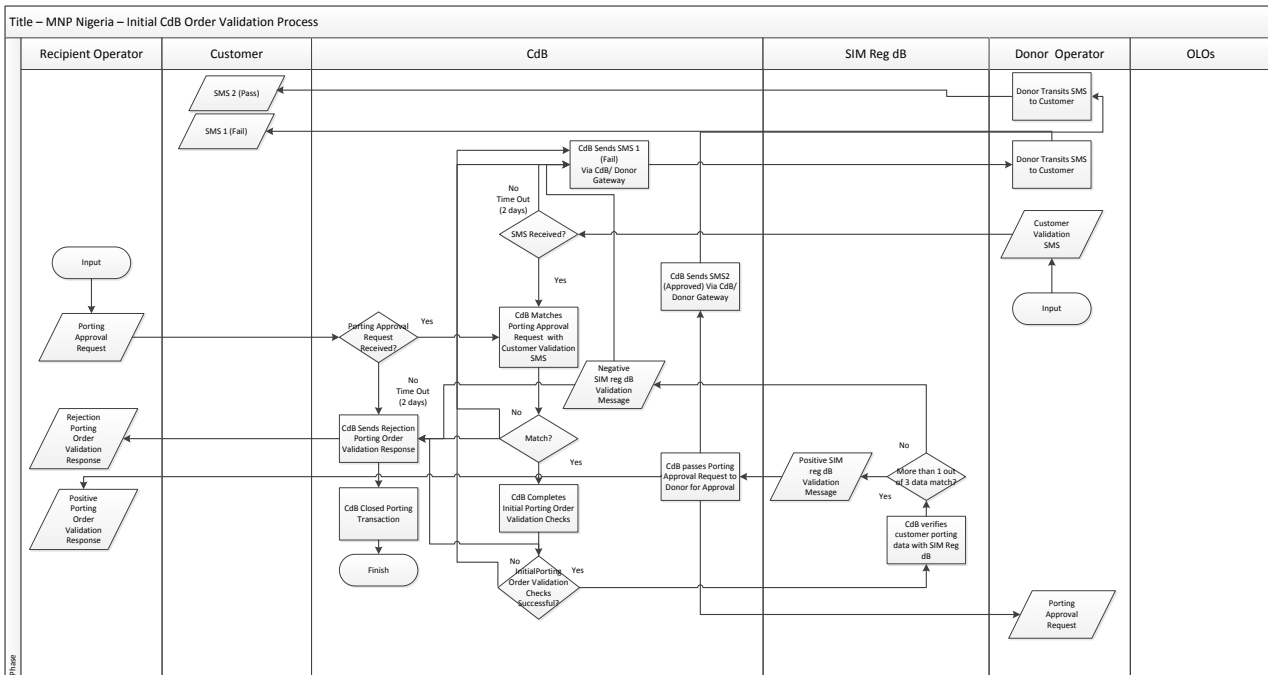 Title – MNP Nigeria – Initial CdB Order Validation Process
Recipient Operator
Customer
CdB
SIM Reg dB
Donor Operator
OLOs
SMS 2 (Pass)
Donor Transits SMS
to Customer
SMS 1 (Fail)
CdB Sends SMS 1
(Fail)
Via CdB/ Donor
Gateway
Donor Transits SMS
to Customer
No
Time Out
(2 days)
SMS Received?
Customer
Validation
SMS
Input
Yes
CdB Sends SMS2
(Approved) Via CdB/
Donor Gateway
Input
Porting
Approval
Request
Porting Approval
Request
Received?
Yes
CdB Matches
Porting Approval
Request with
Customer Validation
SMS
No
Time Out
(2 days)
Negative
SIM reg dB
Validation
Message
Rejection
Porting
Order
Validation
Response
CdB Sends Rejection
Porting Order
Validation Response
No
Match?
Yes
No
CdB passes Porting
Approval Request to
Donor for Approval
Positive SIM
reg dB
Validation
Message
More than 1 out
of 3 data match?
Yes
Positive
Porting
Order
Validation
Response
CdB Closed Porting
Transaction
CdB Completes
Initial Porting Order
Validation Checks
CdB verifies
customer porting
data with SIM Reg
dB
Finish
No
InitialPorting
Order Validation
Checks
Successful?
Yes
Porting
Approval
Request
Phase